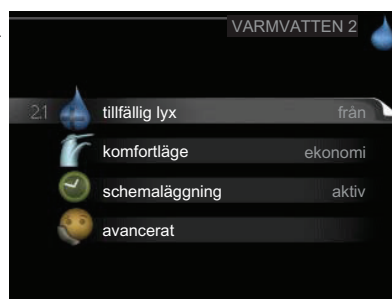 VARMVATTEN 2
2.1 tillfällig lyx från
komfortläge ekonomi
schemaläggning aktiv
avancerat